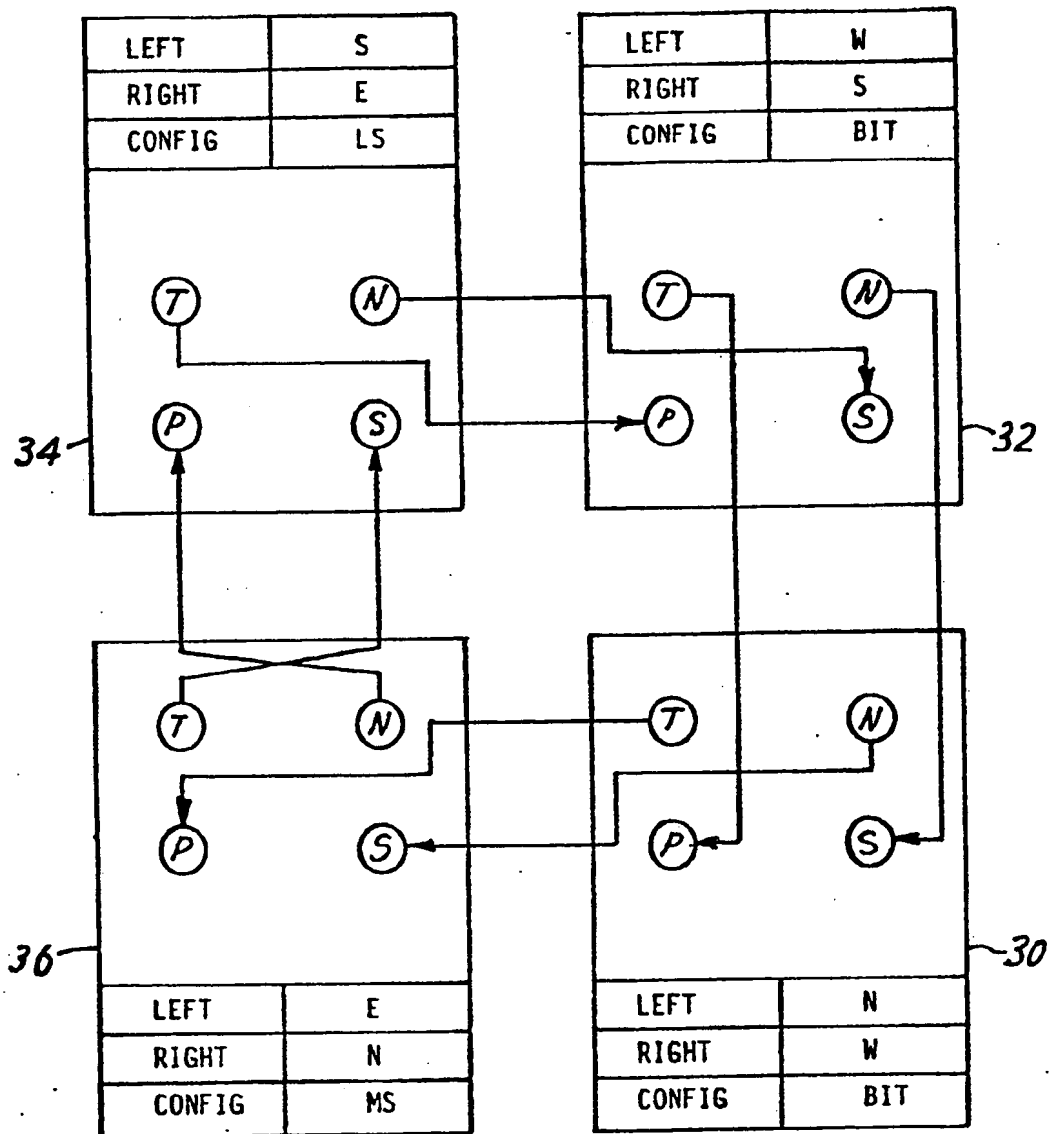 LEFT S
RIGHT E
CONFIG LS
LEFT W
RIGHT S
CONFIG BIT
T N
T N
P S
P S
34
32
T N
T N
P S
P S
36
30
LEFT E
RIGHT N
CONFIG MS
LEFT N
RIGHT W
CONFIG BIT